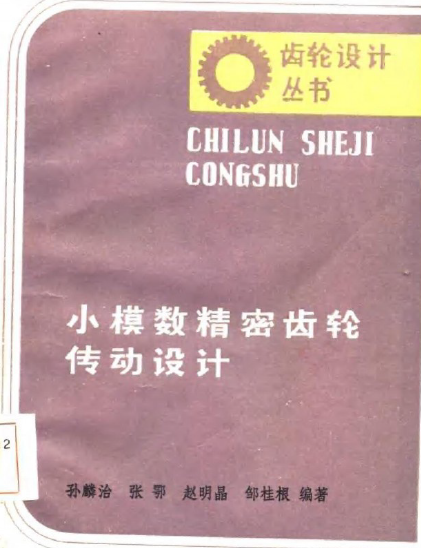 齿轮设计
丛书
CHILUN SHEJI
CONGSHU
小模数精密齿轮
传动设计
2
孙麟治 张鄂 赵明晶 邹桂根 编著